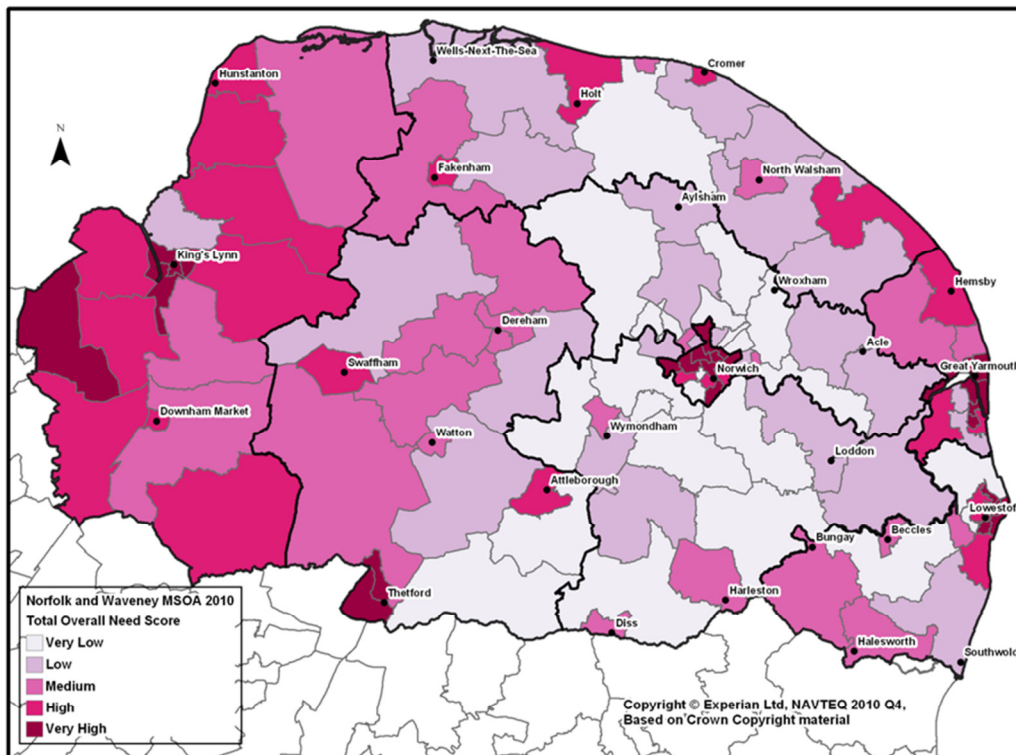 Wells-Next-The-Sea
Cromer
Hunstanton
Holt
Fakenham
North Walsham
Aylsham
King's Lynn
Wroxham
Hemsby
Dereham
Acle
Swaffham
Great Yarmouth
Norwich
Downham Market
Watton
Wymondham
Loddon
Attleborough
Lowestof
Beccles
Bungay
Thetford
Harleston
Diss
Halesworth
Southwold
N
Norfolk and Waveney MSOA 2010
Total Overall Need Score
Very Low
Low
Medium
High
Very High
Copyright © Experian Ltd, NAVTEQ 2010 Q4,
Based on Crown Copyright material